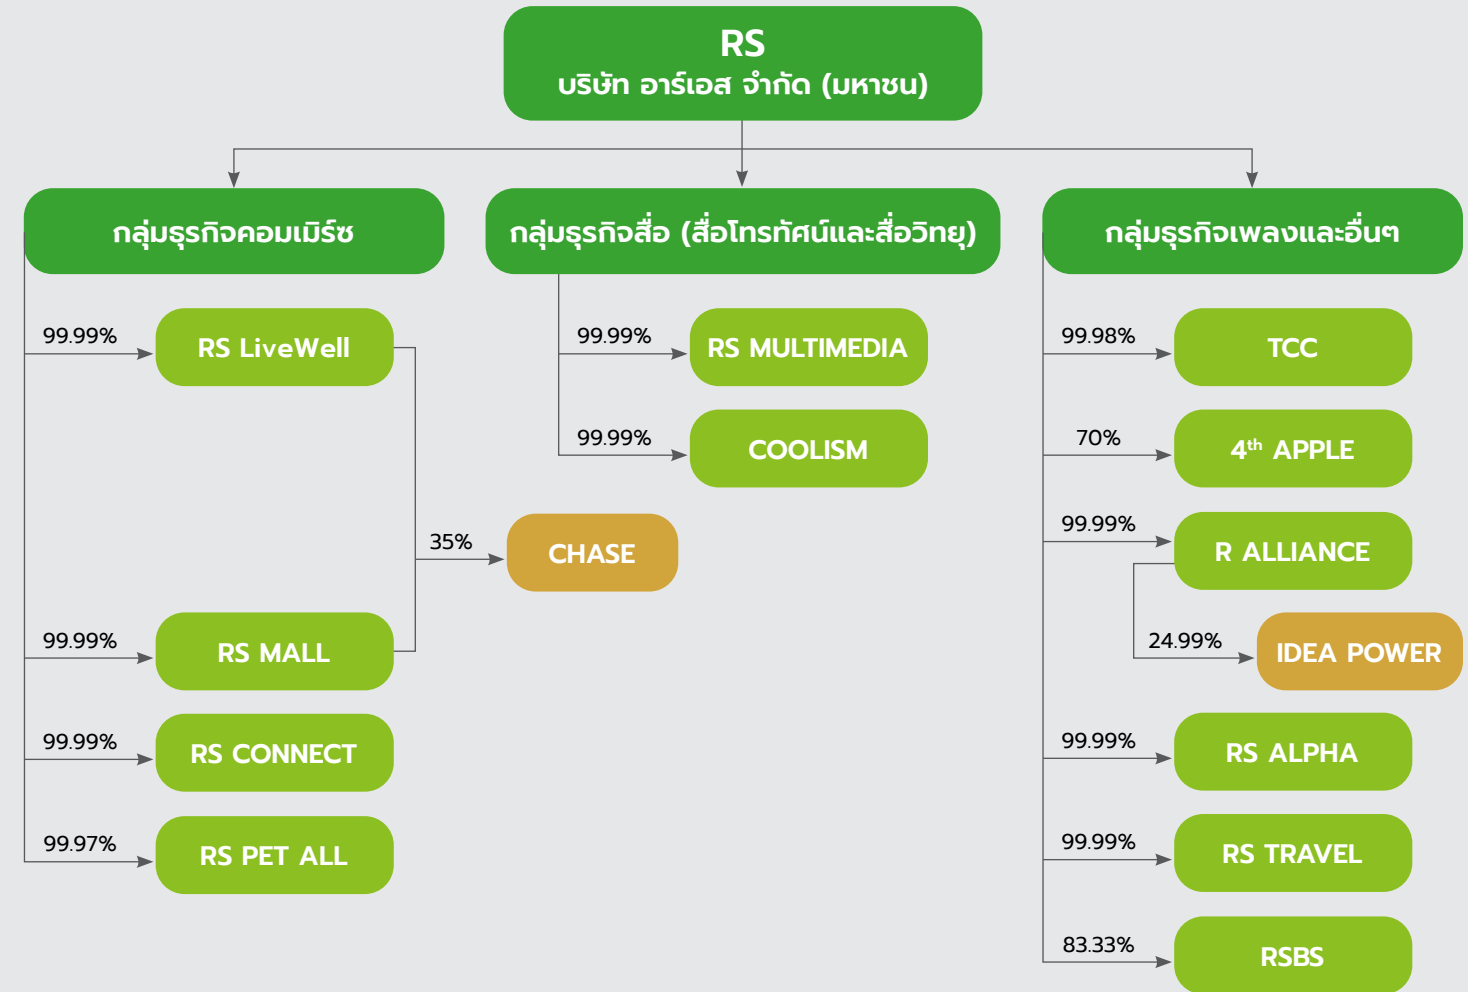 RS
บริษัท อาร์เอส จำกัด (มหาชน)
กลุ่มธุรกิจคอมเมิร์ซ
99.99%
RS LiveWell
35%
CHASE
99.99%
RS MALL
99.99%
RS CONNECT
99.97%
RS PET ALL
กลุ่มธุรกิจสื่อ (สื่อโทรทัศน์และสื่อวิทยุ)
99.99%
RS MULTIMEDIA
99.99%
COOLISM
กลุ่มธุรกิจเพลงและอื่นๆ
99.98%
TCC
70%
4th APPLE
99.99%
R ALLIANCE
24.99%
IDEA POWER
99.99%
RS ALPHA
99.99%
RS TRAVEL
83.33%
RSBS